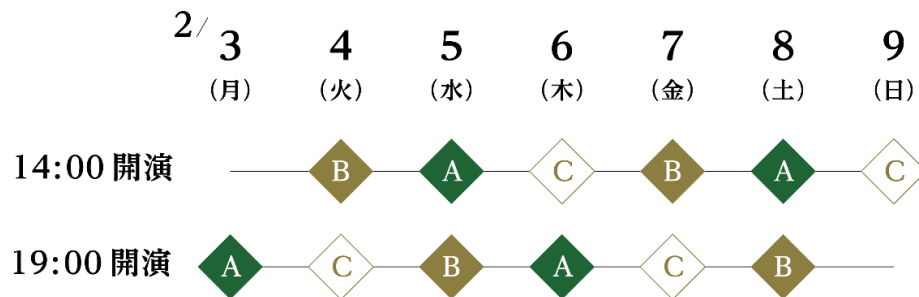 2/ 3 4 5 6 7 8 9
（月） （火） （水） （木） （金） （土） （日）
14:00 開演 B A C B A C
19:00 開演 A C B A C B